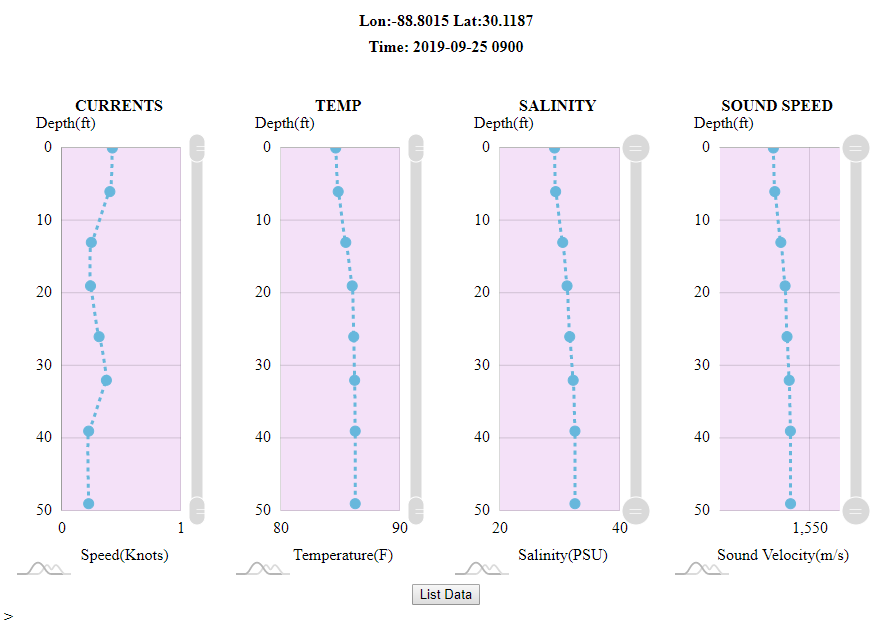 Lon:-88.8015 Lat:30.1187
Time: 2019-09-25 0900
CURRENTS
Depth(ft)
0
10
20
30
40
50
0 1
Speed(Knots)
TEMP
Depth(ft)
0
10
20
30
40
50
80 90
Temperature(F)
SALINITY
Depth(ft)
0
10
20
30
40
50
20 40
Salinity(PSU)
SOUND SPEED
Depth(ft)
0
10
20
30
40
50
1,550
Sound Velocity(m/s)
List Data
>